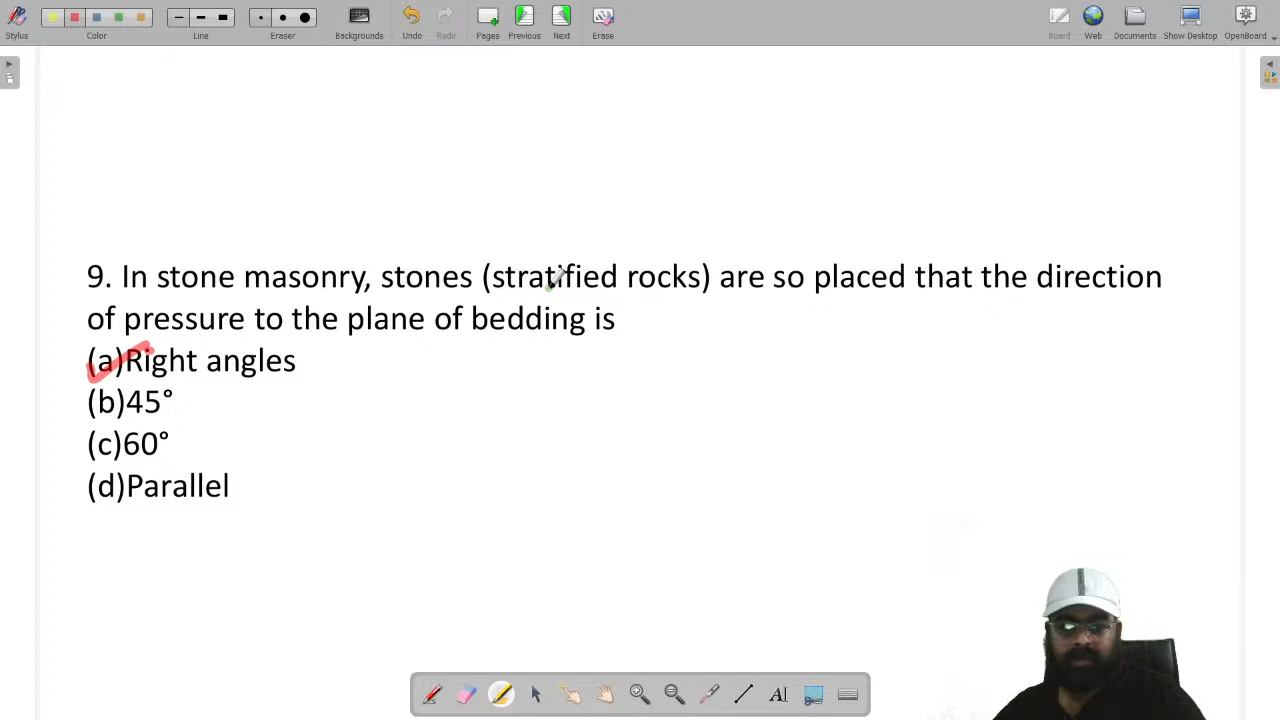 Stylus
Color
Line
Eraser
Backgrounds
Undo
Redo
Pages
Previous
Next
Erase
Board
Web
Documents
Show Desktop
OpenBoard
9. In stone masonry, stones (stratified rocks) are so placed that the direction
of pressure to the plane of bedding is
(a)Right angles
(b)45°
(c)60°
(d)Parallel
AI